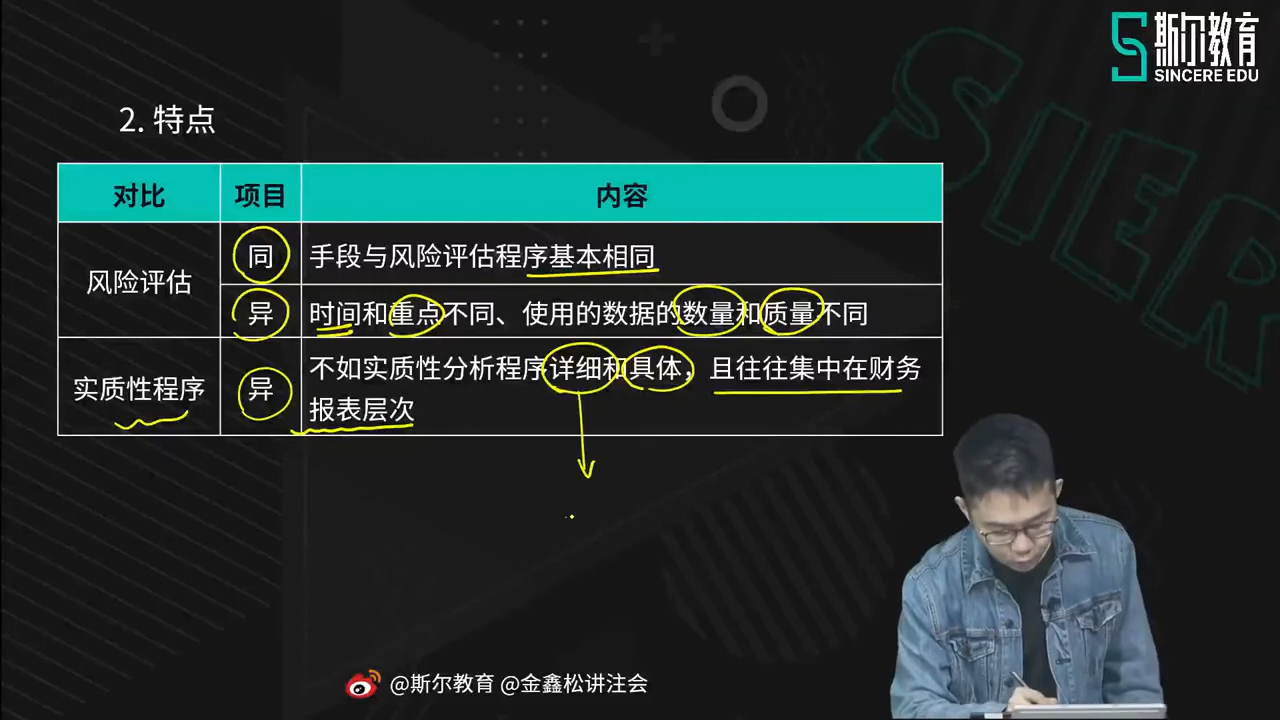 斯尔教育
SINCERE EDU
SIER
2. 特点
对比 项目 内容
风险评估 同 手段与风险评估程序基本相同
异 时间和重点不同、使用的数据的数量和质量不同
实质性程序 异 不如实质性分析程序详细和具体，且往往集中在财务
报表层次
@斯尔教育 @金鑫松讲注会